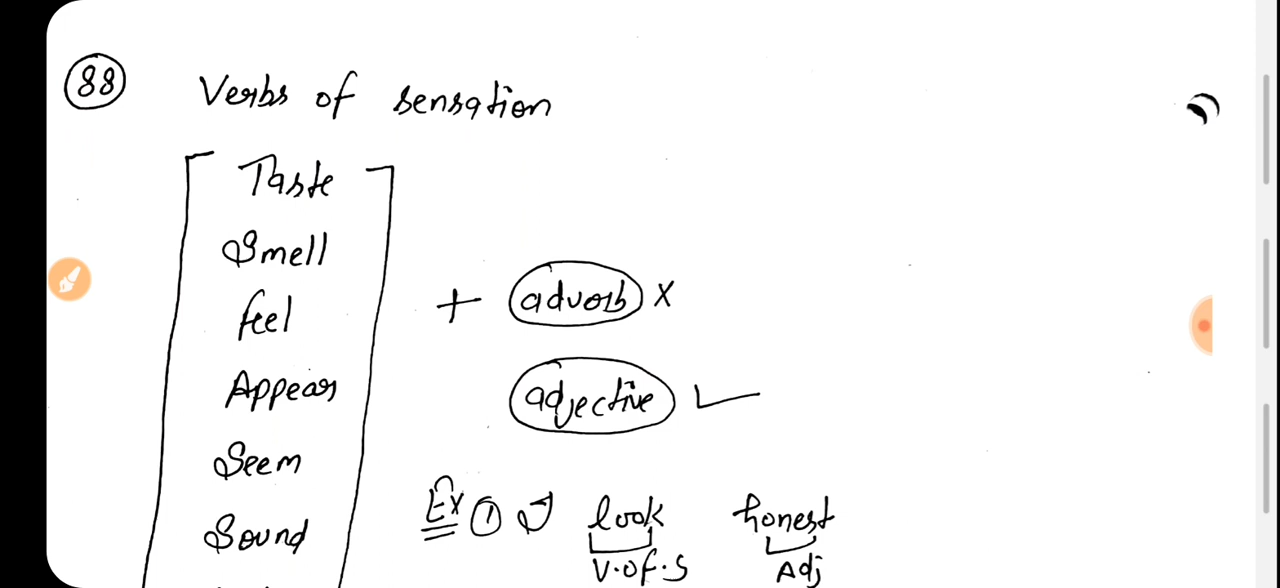 88 Verbs of sensation
Taste
Smell
feel
+ adverb x
adjective ✓
Appear
Seem
Ex ① I look honest
Sound
V.of.S Adj